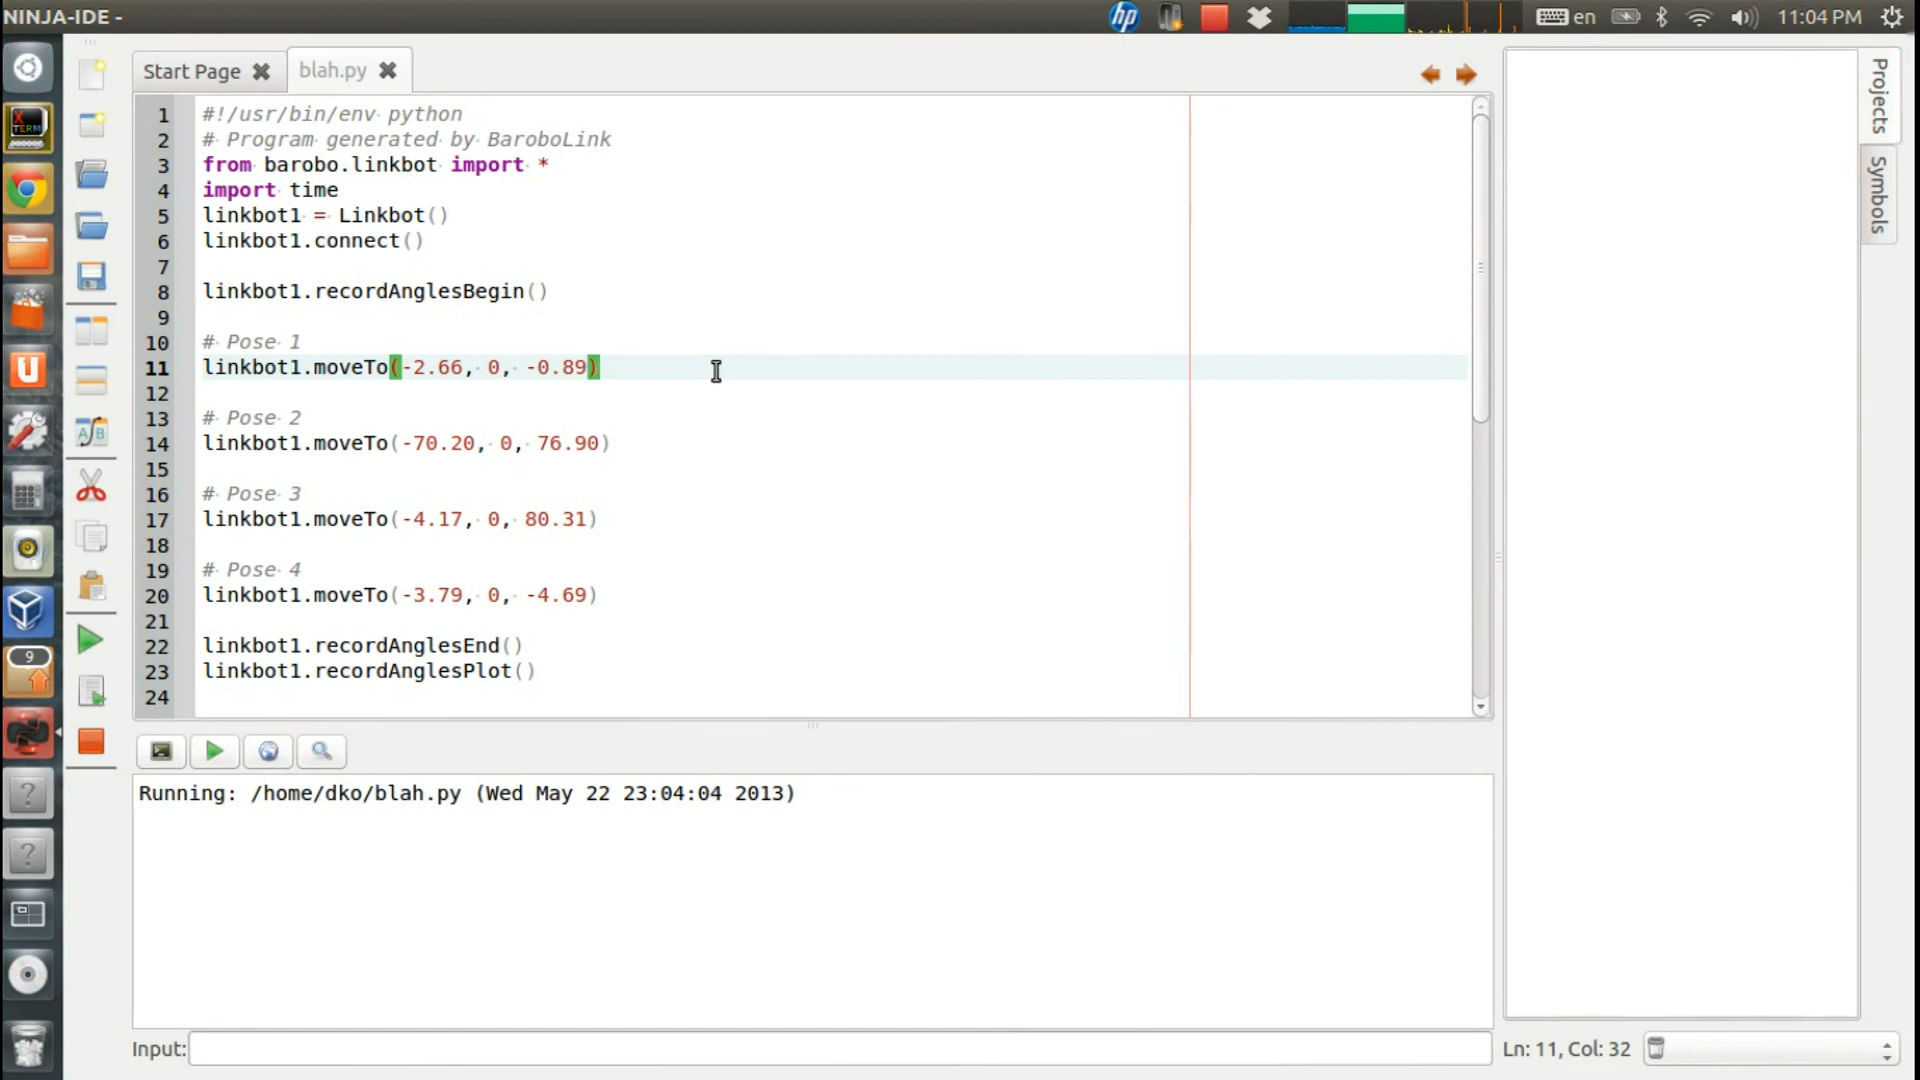 NINJA-IDE -
hp
en
11:04 PM
Start Page
blah.py
1 #!/usr/bin/env python
2 # Program generated by BaroboLink
3 from barobo.linkbot import *
4 import time
5 linkbot1 = Linkbot()
6 linkbot1.connect()
7
8 linkbot1.recordAnglesBegin()
9
10 # Pose 1
11 linkbot1.moveTo(-2.66, 0, -0.89)
12
13 # Pose 2
14 linkbot1.moveTo(-70.20, 0, 76.90)
15
16 # Pose 3
17 linkbot1.moveTo(-4.17, 0, 80.31)
18
19 # Pose 4
20 linkbot1.moveTo(-3.79, 0, -4.69)
21
22 linkbot1.recordAnglesEnd()
23 linkbot1.recordAnglesPlot()
24
Projects
Symbols
X
TERM
U
9
?
?
A/B
Running: /home/dko/blah.py (Wed May 22 23:04:04 2013)
Input:
Ln: 11, Col: 32